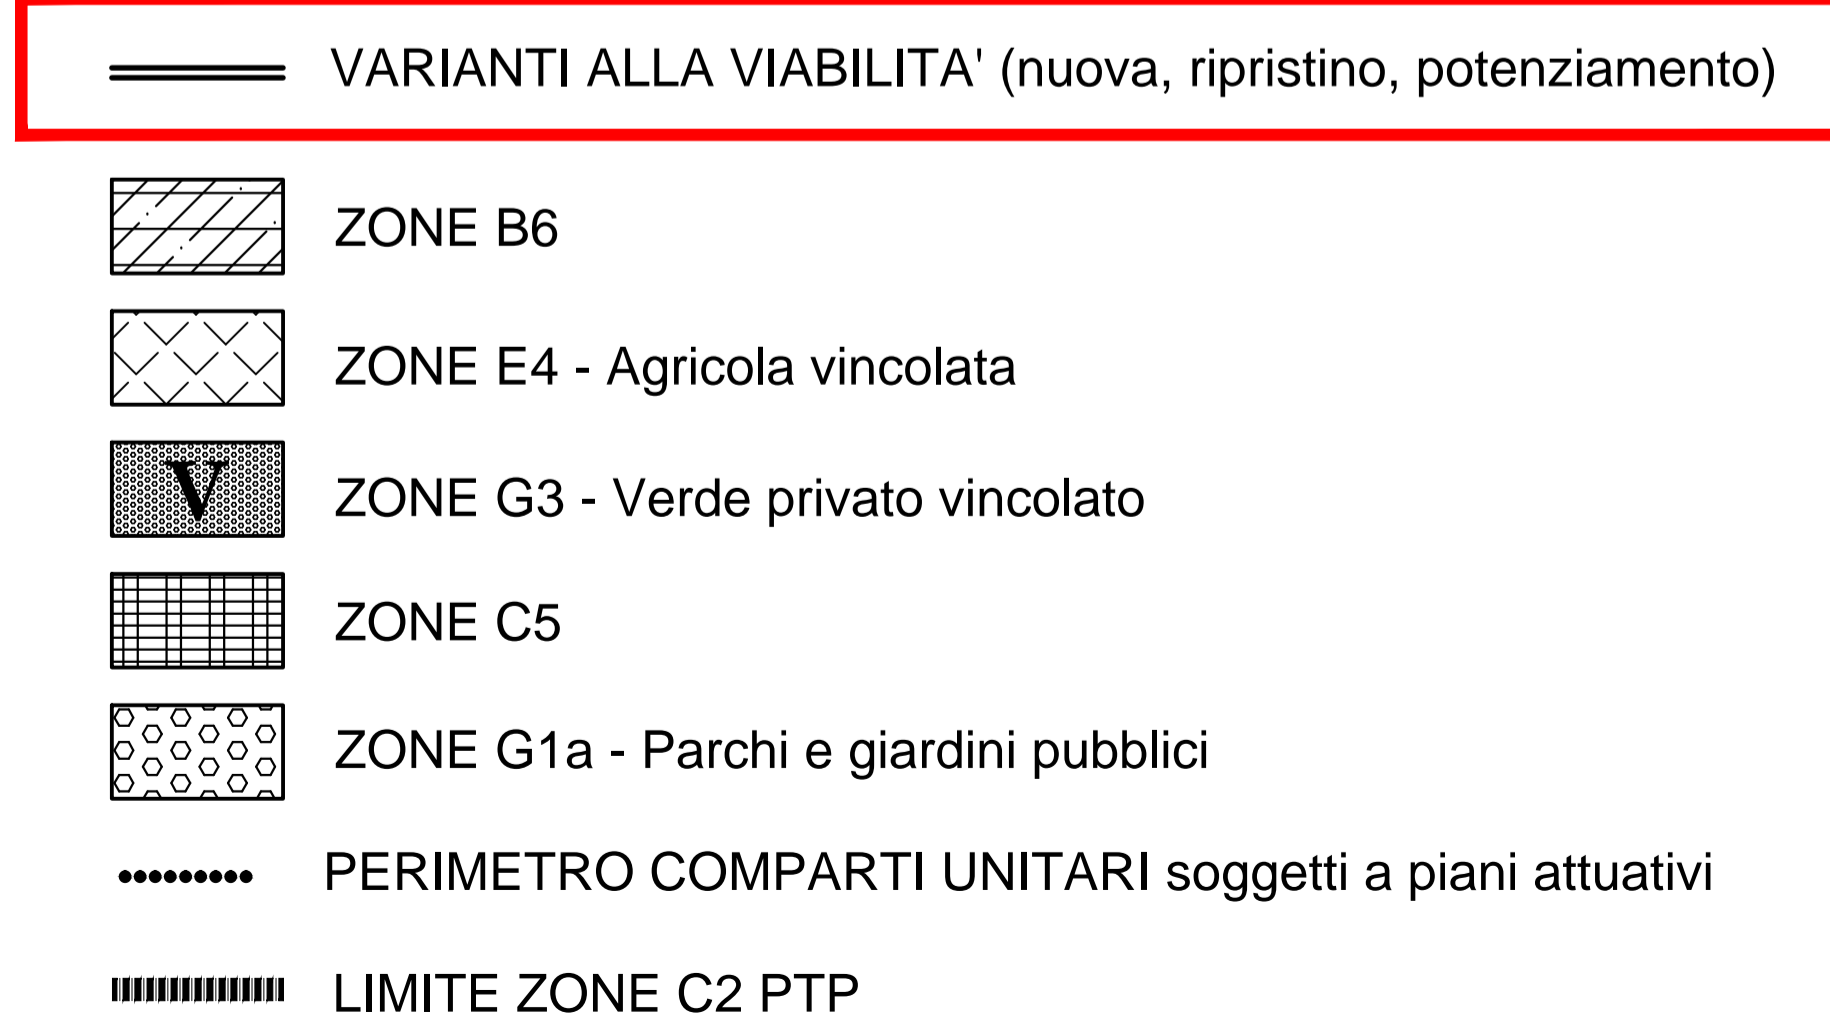 VARIANTI ALLA VIABILITA' (nuova, ripristino, potenziamento)
ZONE B6
ZONE E4 - Agricola vincolata
V
ZONE G3 - Verde privato vincolato
ZONE C5
ZONE G1a - Parchi e giardini pubblici
PERIMETRO COMPARTI UNITARI soggetti a piani attuativi
LIMITE ZONE C2 PTP